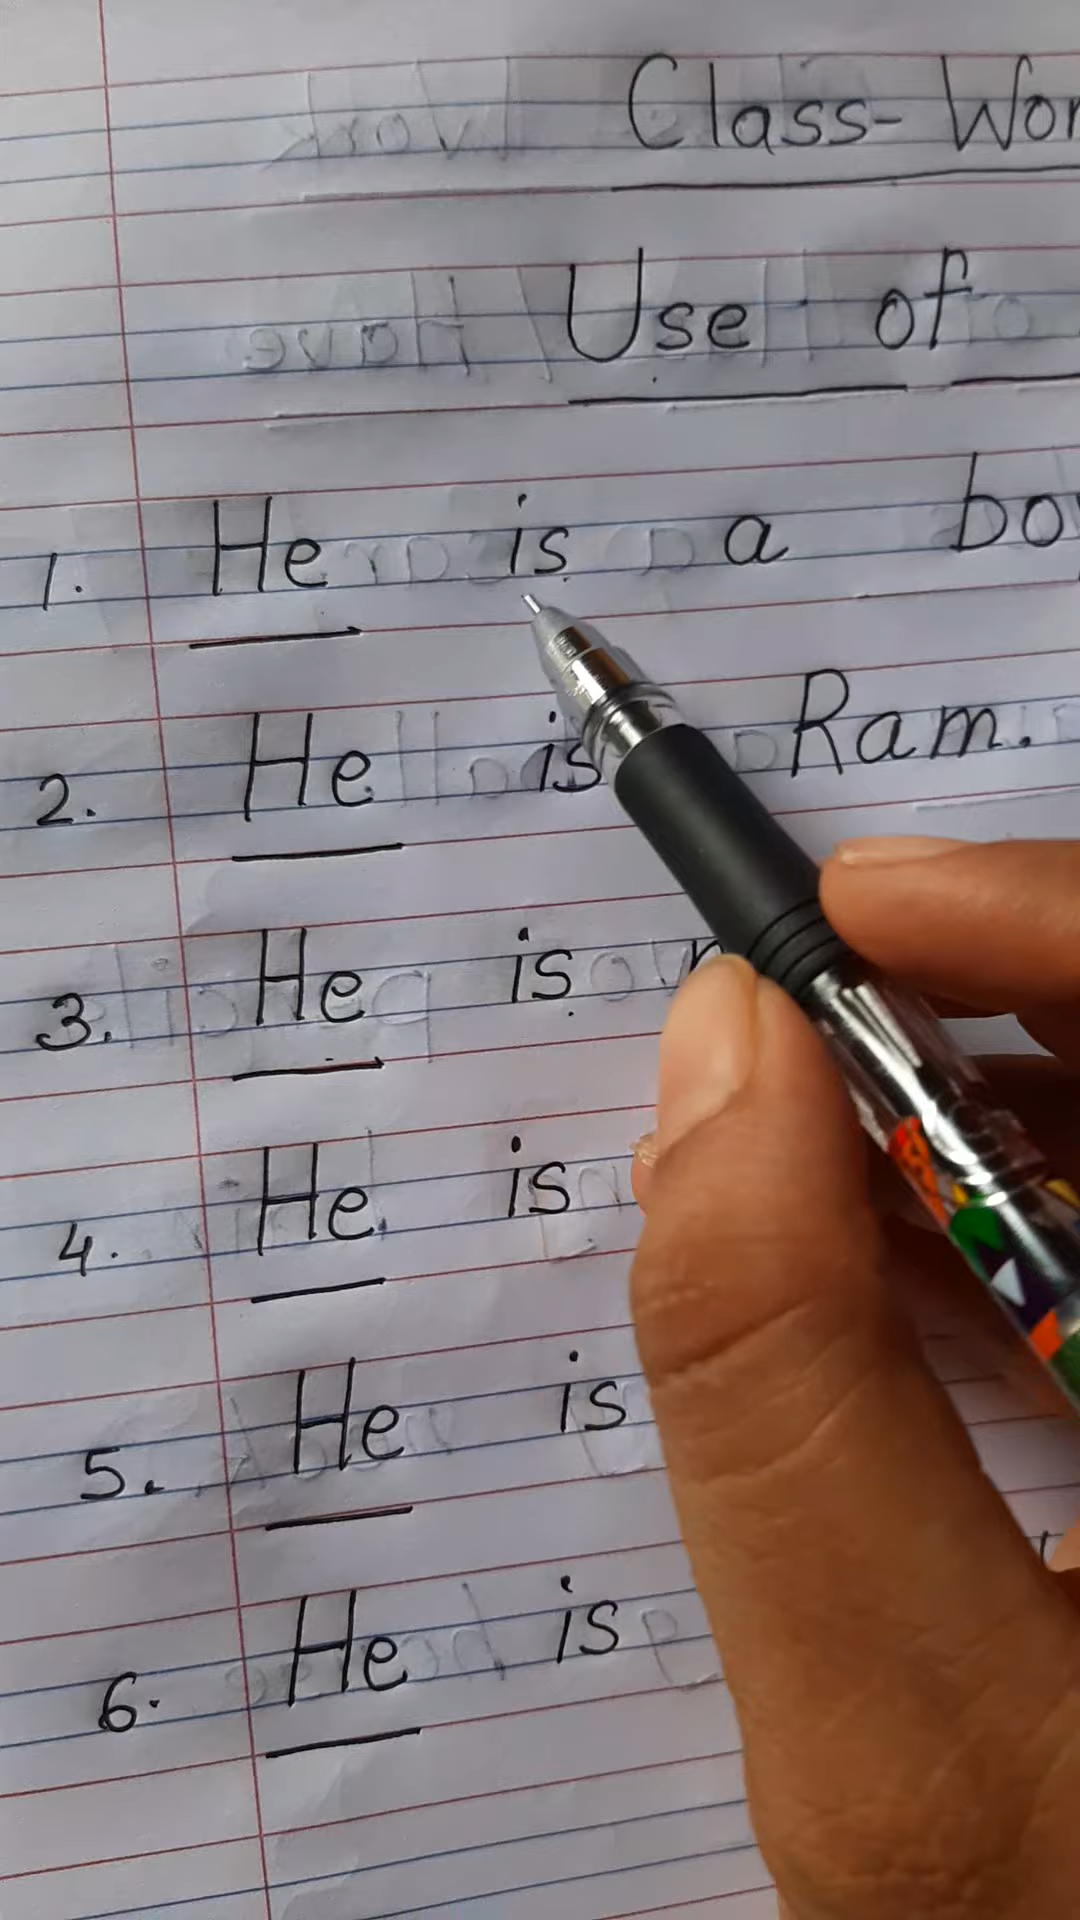 Class-Wor
Use of
1. He is a bo
2. He is Ram.
3. He is
4. He is
5. He is
6. He is